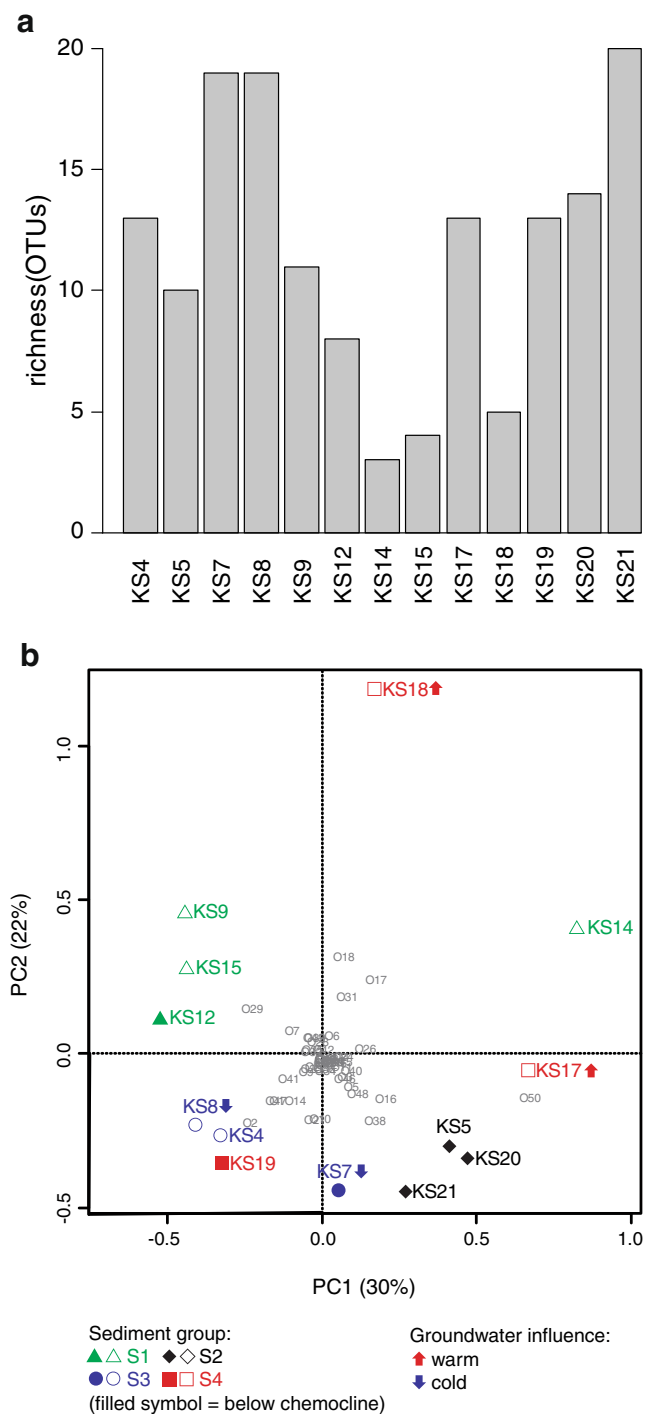 a
20
15
10
5
0
richness(OTUs)
KS4 KS5 KS7 KS8 KS9 KS12 KS14 KS15 KS17 KS18 KS19 KS20 KS21
b
KS18
1.0
0.5
KS9
KS14
O18
KS15
O17
O31
KS12
O29
O7
O6
O26
0.0
KS17
O40
O41
O5
O48
O14
O16
O50
KS8
O2
KS4
KS5
KS19
KS7
KS20
KS21
-0.5
PC2 (22%)
-0.5 0.0 0.5 1.0
PC1 (30%)
Sediment group:
S1 S2
S3 S4
(filled symbol = below chemocline)
Groundwater influence:
warm
cold